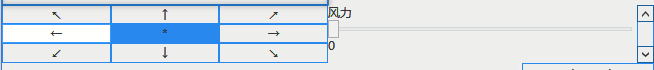 ↖ ↑ ↗
← * →
↙ ↓ ↘
风力
0